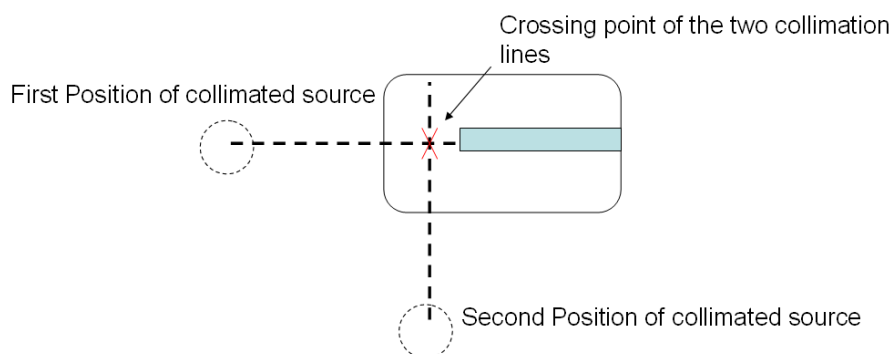 Crossing point of the two collimation
lines
First Position of collimated source
Second Position of collimated source